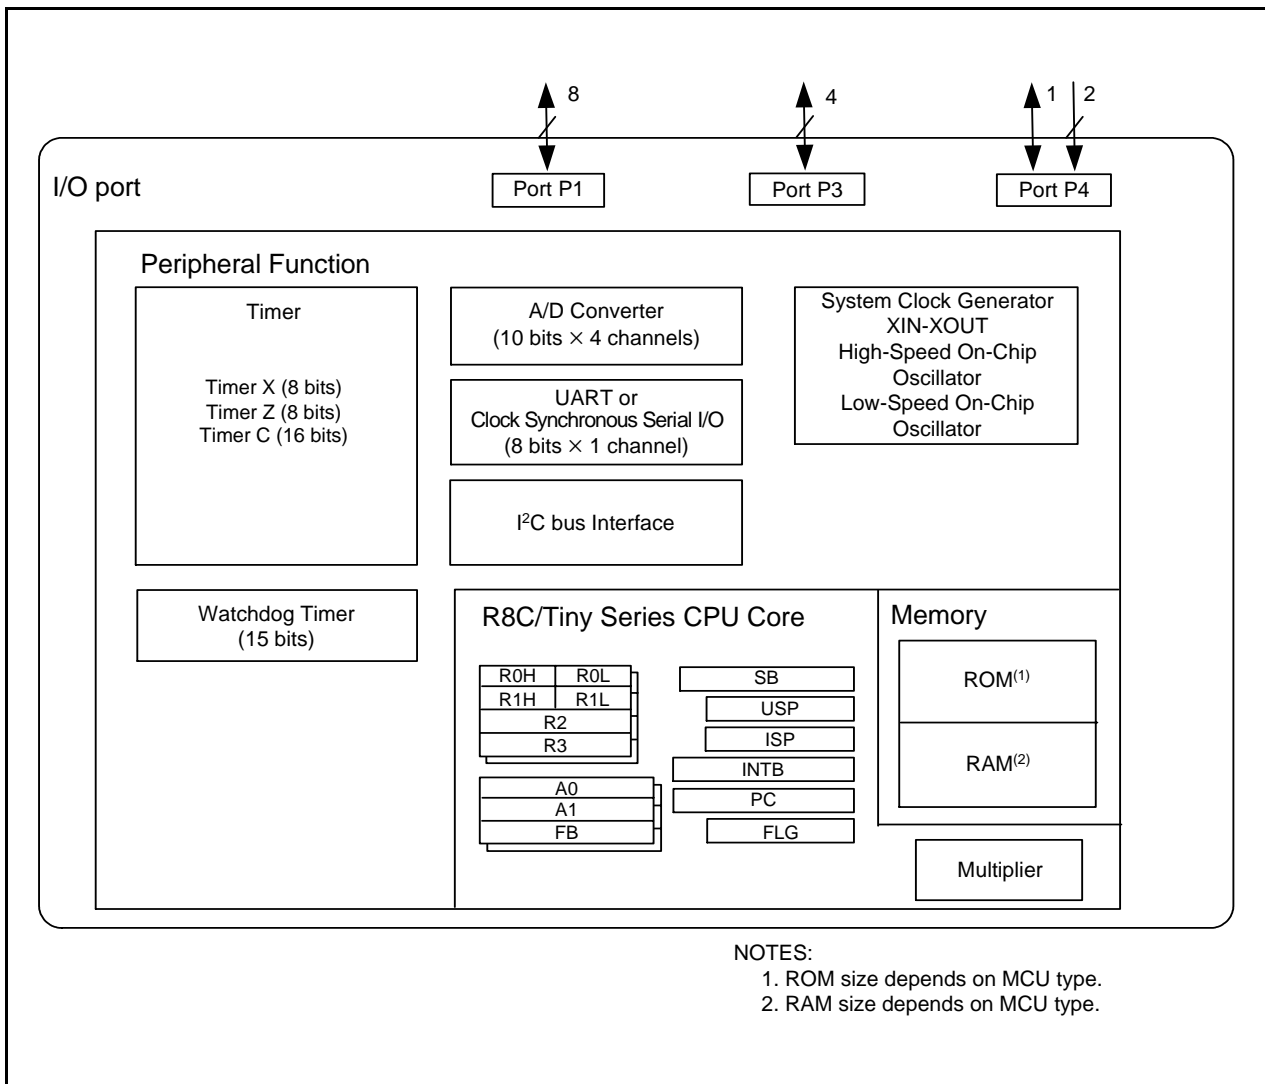 8
4
1
2
I/O port
Port P1
Port P3
Port P4
Peripheral Function
Timer
Timer X (8 bits)
Timer Z (8 bits)
Timer C (16 bits)
A/D Converter
(10 bits × 4 channels)
UART or
Clock Synchronous Serial I/O
(8 bits × 1 channel)
I²C bus Interface
System Clock Generator
XIN-XOUT
High-Speed On-Chip
Oscillator
Low-Speed On-Chip
Oscillator
Watchdog Timer
(15 bits)
R8C/Tiny Series CPU Core
R0H
R0L
R1H
R1L
R2
R3
A0
A1
FB
SB
USP
ISP
INTB
PC
FLG
Memory
ROM(1)
RAM(2)
Multiplier
NOTES:
1. ROM size depends on MCU type.
2. RAM size depends on MCU type.